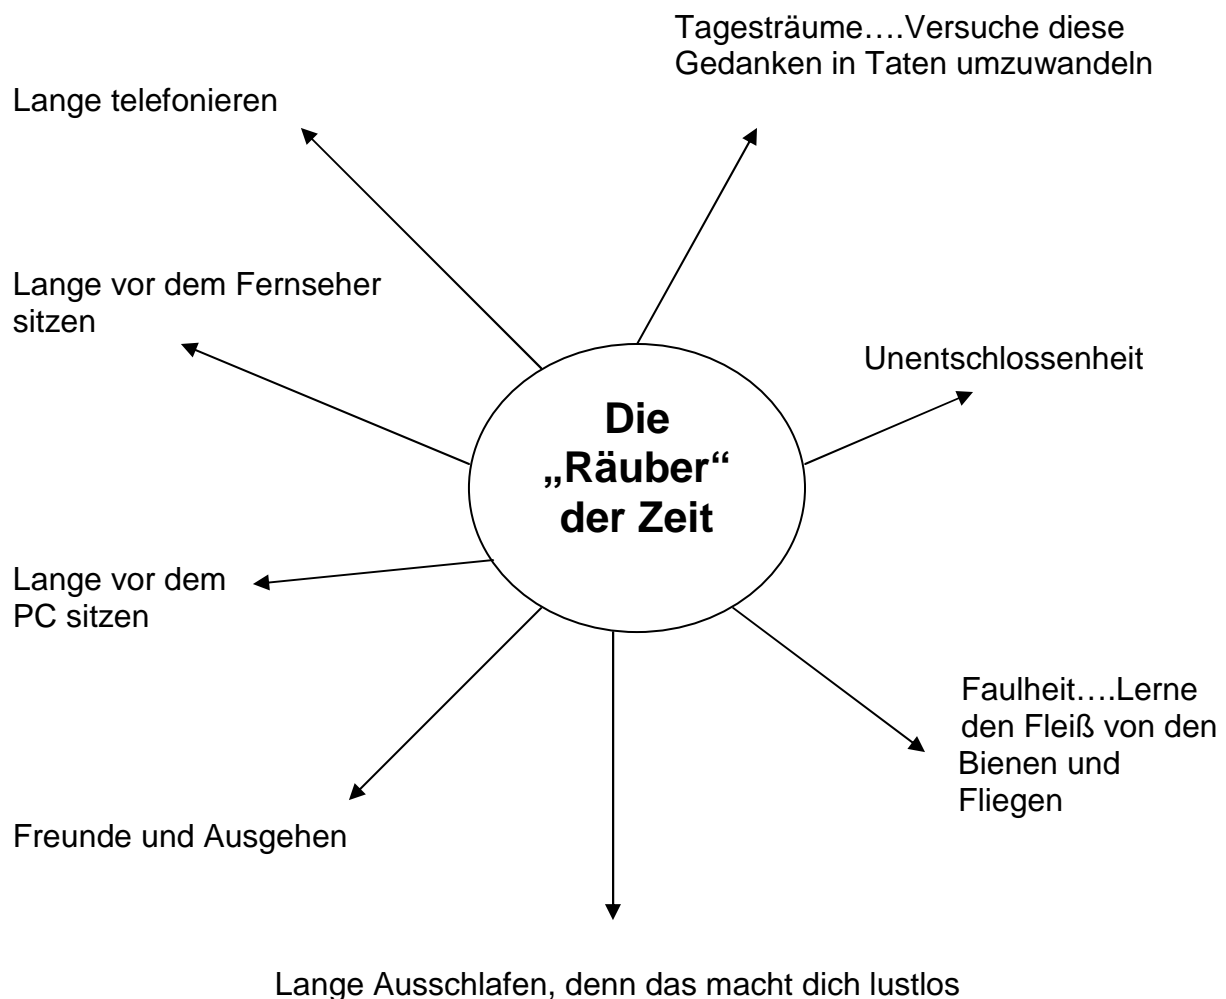 Tagesträume….Versuche diese
Gedanken in Taten umzuwandeln
Lange telefonieren
Lange vor dem Fernseher
sitzen
Unentschlossenheit
Die
„Räuber“
der Zeit
Lange vor dem
PC sitzen
Faulheit….Lerne
den Fleiß von den
Bienen und
Fliegen
Freunde und Ausgehen
Lange Ausschlafen, denn das macht dich lustlos